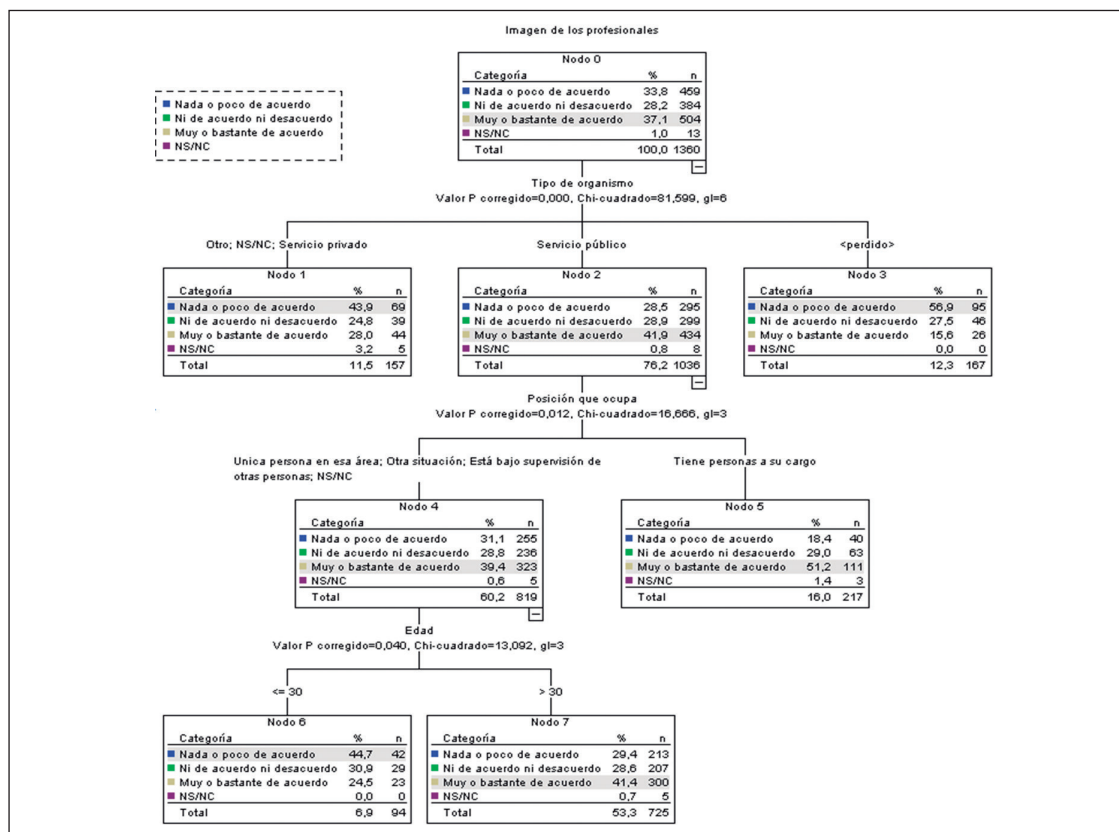 Imagen de los profesionales
Nada o poco de acuerdo
Ni de acuerdo ni desacuerdo
Muy o bastante de acuerdo
NS/NC
Nodo 0
Categoría % n
Nada o poco de acuerdo 33,8 459
Ni de acuerdo ni desacuerdo 28,2 384
Muy o bastante de acuerdo 37,1 504
NS/NC 1,0 13
Total 100,0 1360
Tipo de organismo
Valor P corregido=0,000, Chi-cuadrado=81,599, gl=6
Otro; NS/NC; Servicio privado
Nodo 1
Categoría % n
Nada o poco de acuerdo 43,9 69
Ni de acuerdo ni desacuerdo 24,8 39
Muy o bastante de acuerdo 28,0 44
NS/NC 3,2 5
Total 11,5 157
Servicio público
Nodo 2
Categoría % n
Nada o poco de acuerdo 28,5 295
Ni de acuerdo ni desacuerdo 28,9 299
Muy o bastante de acuerdo 41,9 434
NS/NC 0,8 8
Total 76,2 1036
<perdido>
Nodo 3
Categoría % n
Nada o poco de acuerdo 56,9 95
Ni de acuerdo ni desacuerdo 27,5 46
Muy o bastante de acuerdo 15,6 26
NS/NC 0,0 0
Total 12,3 167
Posición que ocupa
Valor P corregido=0,012, Chi-cuadrado=16,666, gl=3
Unica persona en esa área; Otra situación; Está bajo supervisión de
otras personas; NS/NC
Nodo 4
Categoría % n
Nada o poco de acuerdo 31,1 255
Ni de acuerdo ni desacuerdo 28,8 236
Muy o bastante de acuerdo 39,4 323
NS/NC 0,6 5
Total 60,2 819
Tiene personas a su cargo
Nodo 5
Categoría % n
Nada o poco de acuerdo 18,4 40
Ni de acuerdo ni desacuerdo 29,0 63
Muy o bastante de acuerdo 51,2 111
NS/NC 1,4 3
Total 16,0 217
Edad
Valor P corregido=0,040, Chi-cuadrado=13,092, gl=3
<= 30
Nodo 6
Categoría % n
Nada o poco de acuerdo 44,7 42
Ni de acuerdo ni desacuerdo 30,9 29
Muy o bastante de acuerdo 24,5 23
NS/NC 0,0 0
Total 6,9 94
> 30
Nodo 7
Categoría % n
Nada o poco de acuerdo 29,4 213
Ni de acuerdo ni desacuerdo 28,6 207
Muy o bastante de acuerdo 41,4 300
NS/NC 0,7 5
Total 53,3 725